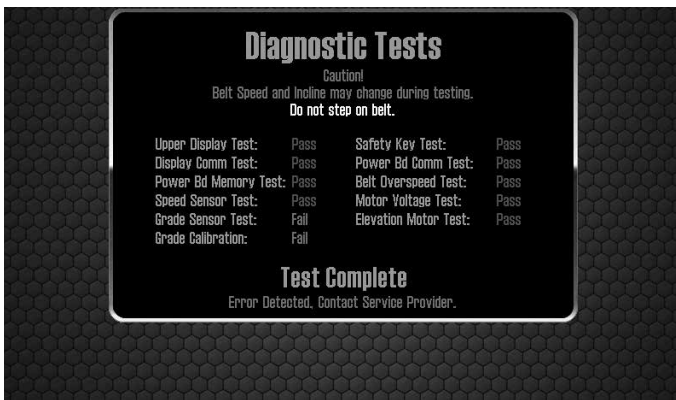 Diagnostic Tests
Caution!
Belt Speed and Incline may change during testing.
Do not step on belt.
Upper Display Test: Pass
Display Comm Test: Pass
Power Bd Memory Test: Pass
Speed Sensor Test: Pass
Grade Sensor Test: Fail
Grade Calibration: Fail
Safety Key Test: Pass
Power Bd Comm Test: Pass
Belt Overspeed Test: Pass
Motor Voltage Test: Pass
Elevation Motor Test: Pass
Test Complete
Error Detected, Contact Service Provider.